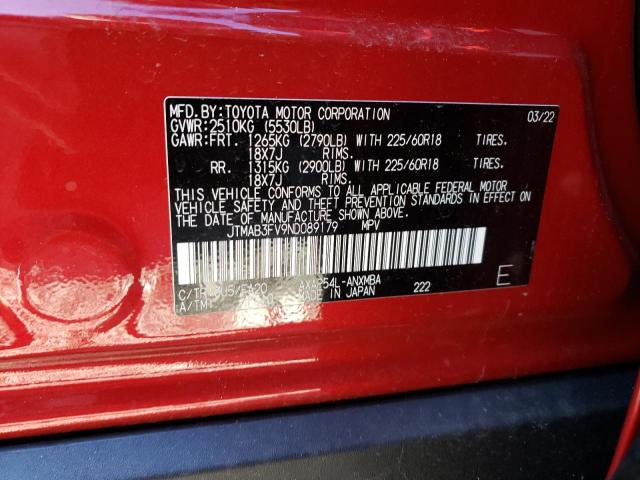 MFD.BY:TOYOTA MOTOR CORPORATION 03/22
GVWR:2510KG (5530LB)
GAWR:FRT. 1265KG (2790LB) WITH 225/60R18 TIRES.
18X7J RIMS.
RR. 1315KG (2900LB) WITH 225/60R18 TIRES.
18X7J RIMS.
THIS VEHICLE CONFORMS TO ALL APPLICABLE FEDERAL MOTOR
VEHICLE SAFETY AND THEFT PREVENTION STANDARDS IN EFFECT ON
THE DATE OF MANUFACTURE SHOWN ABOVE.
JTMAB3FV9ND089179 MPV
AXAP54L-ANXMBA
A/TM: MADE IN JAPAN 222 E